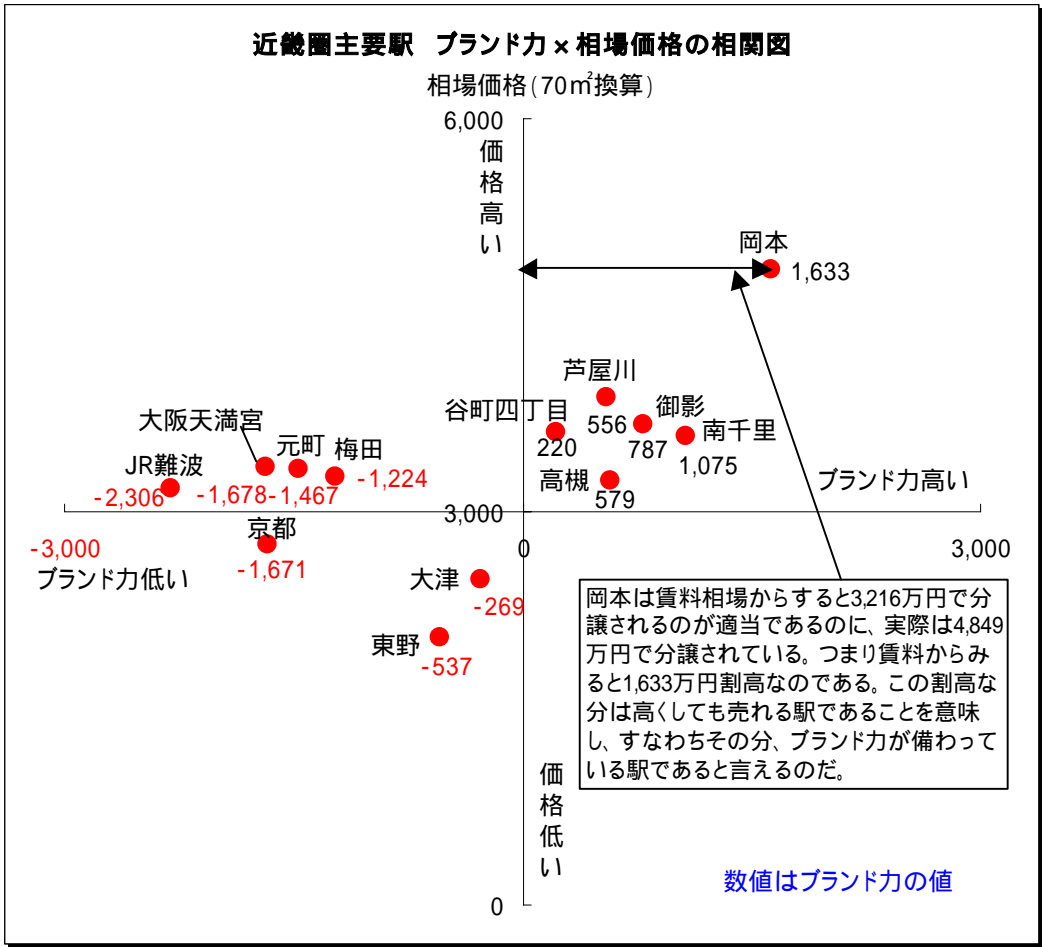 近畿圏主要駅 ブランド力×相場価格の相関図
相場価格(70㎡換算)
6,000
価格高い
岡本
1,633
芦屋川
556
谷町四丁目
220
御影
787
南千里
1,075
大阪天満宮
-1,678
元町
-1,467
梅田
-1,224
JR難波
-2,306
高槻
579
ブランド力高い
3,000
-3,000
0
3,000
ブランド力低い
京都
-1,671
大津
-269
東野
-537
岡本は賃料相場からすると3,216万円で分
譲されるのが適当であるのに、実際は4,849
万円で分譲されている。つまり賃料からみ
ると1,633万円割高なのである。この割高な
分は高くしても売れる駅であることを意味
し、すなわちその分、ブランド力が備わって
いる駅であると言えるのだ。
価格低い
数値はブランド力の値
0